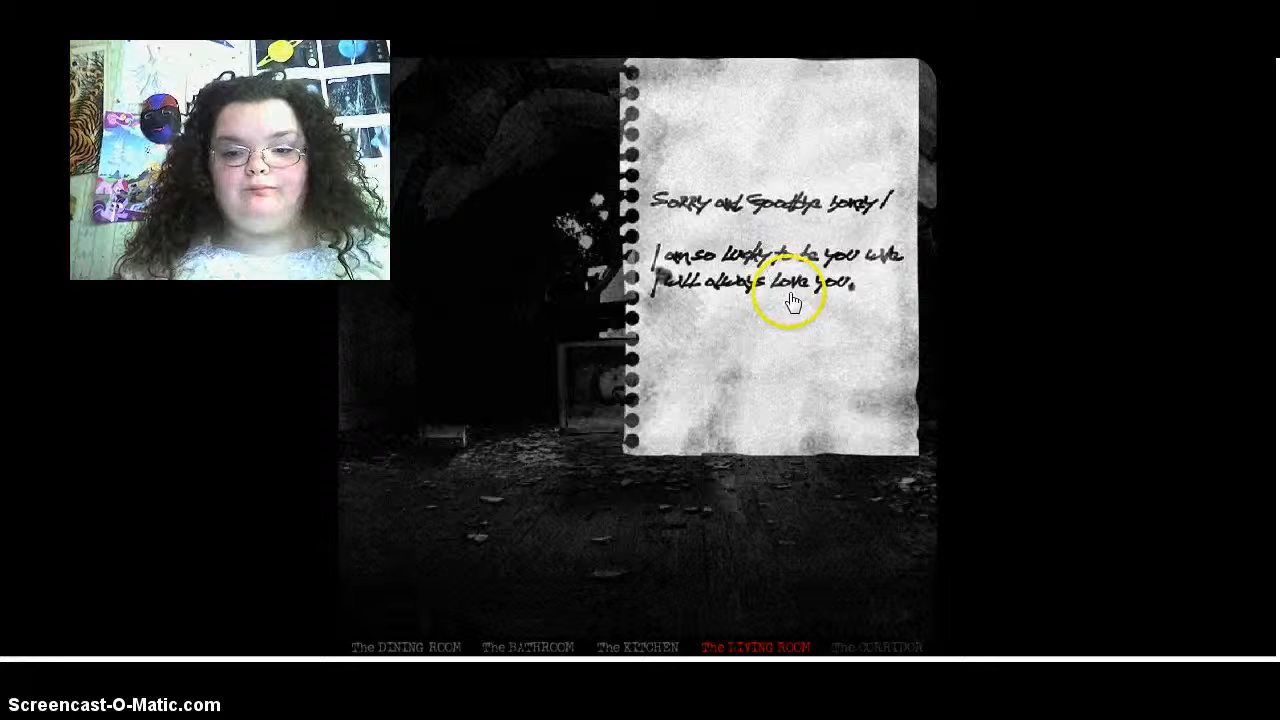 Sorry and Goodbye honey!
I am so lucky to be you wife
I will always love you.
The DINING ROOM The BATHROOM The KITCHEN The LIVING ROOM The CORRIDOR
Screencast-O-Matic.com